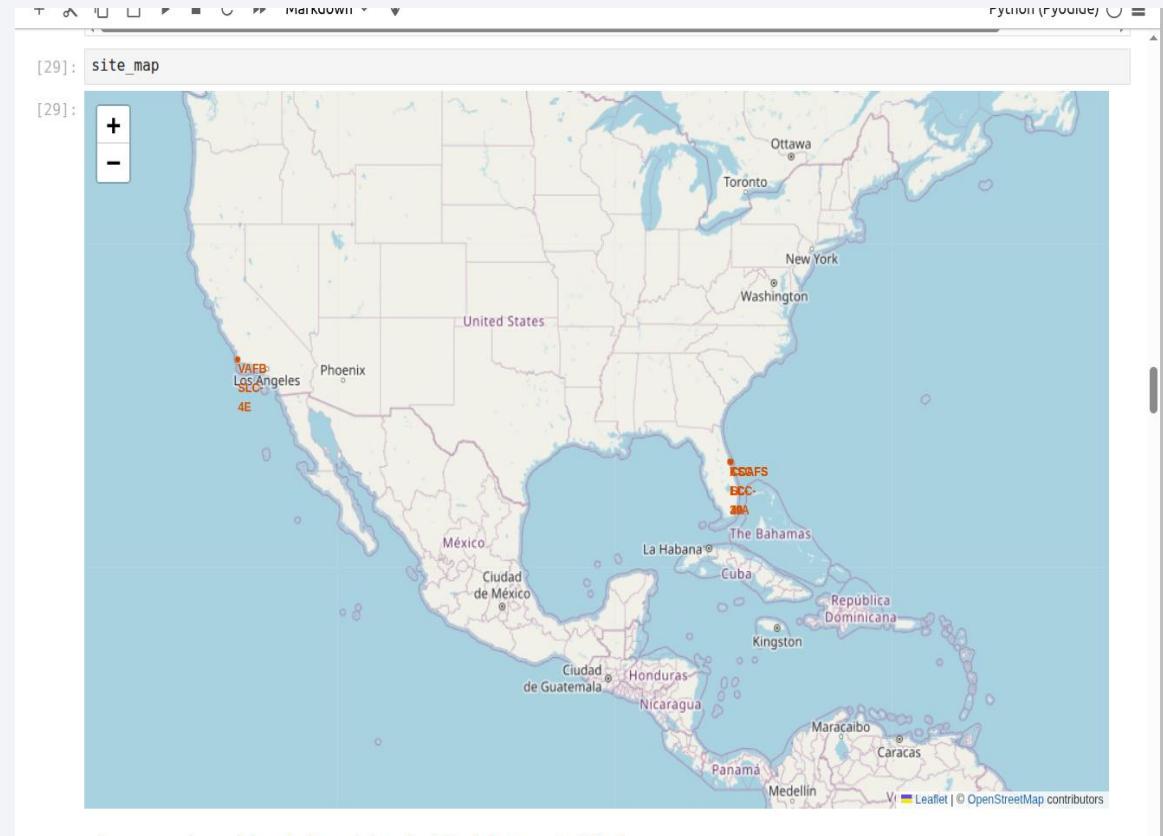 Markdown
Python (Pyodide)
[29]:
site_map
[29]:
+
−
Ottawa
Toronto
New York
Washington
United States
VAFB
Los Angeles
SLC-
4E
Phoenix
The Bahamas
La Habana
México
Cuba
Ciudad
de México
República
Dominicana
Kingston
Ciudad
de Guatemala
Honduras
Nicaragua
Maracaibo
Caracas
Panamá
Medellín
Leaflet | © OpenStreetMap contributors